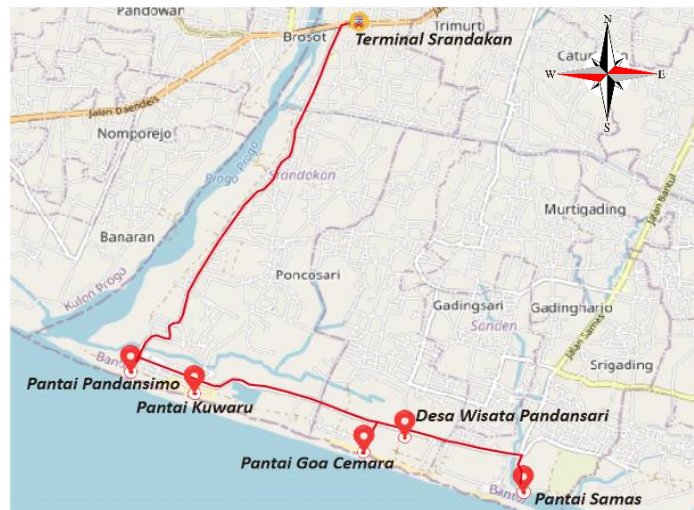 Pandowan
Brosot
Trimurti
Terminal Srandakan
N
W
E
S
Jalan Daendels
Nomporejo
Progo Progo
Srandakan
Banaran
Murtigading
Jalan Bantul
Kulon Progo
Poncosari
Gadingsari
Gadingharjo
Sanden
Jalan Samas
Srigading
Pantai Pandansimo
Pantai Kuwaru
Desa Wisata Pandansari
Pantai Goa Cemara
Pantai Samas